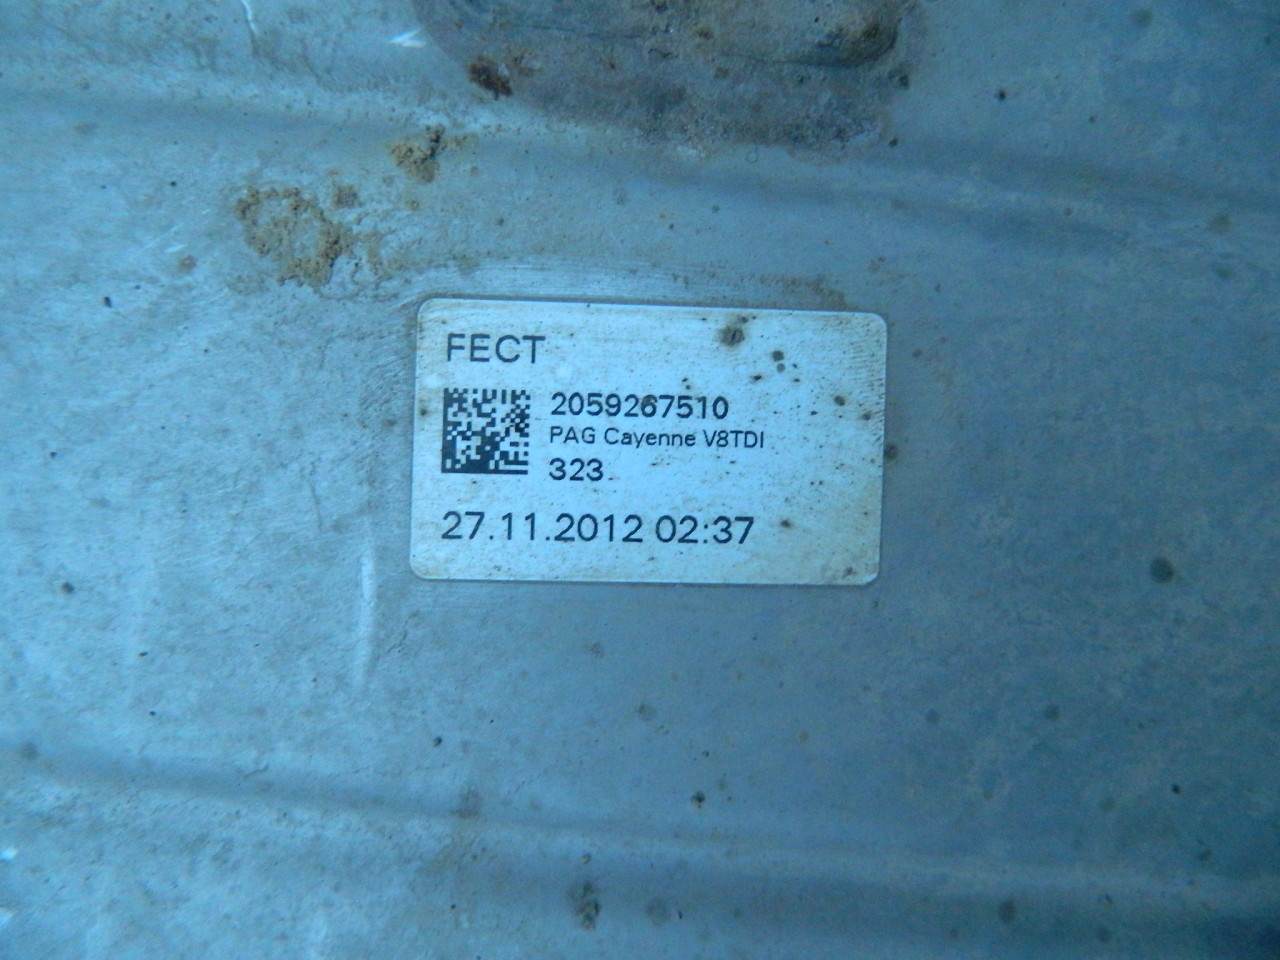 FECT
2059267510
PAG Cayenne V8TDI
323
27.11.2012 02:37